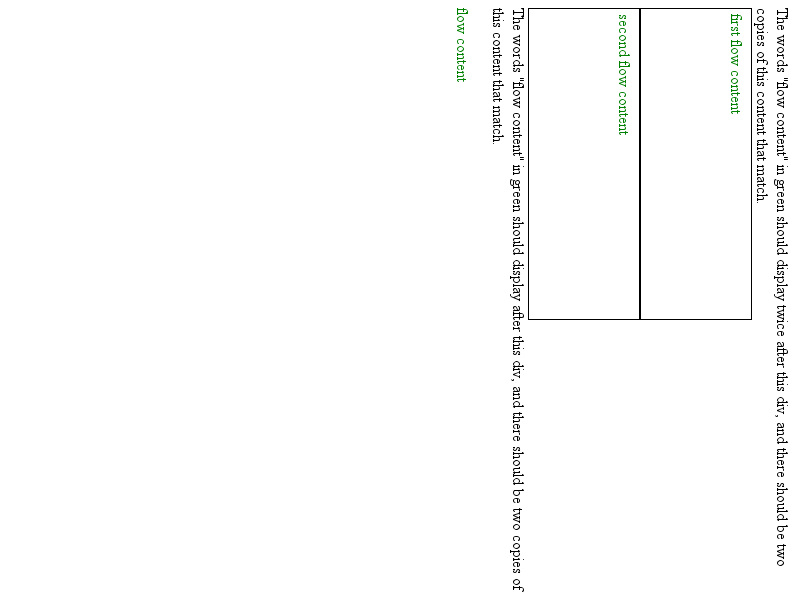 The words "flow content" in green should display twice after this div, and there should be two
copies of this content that match.
first flow content
second flow content
The words "flow content" in green should display after this div, and there should be two copies of
this content that match.
flow content